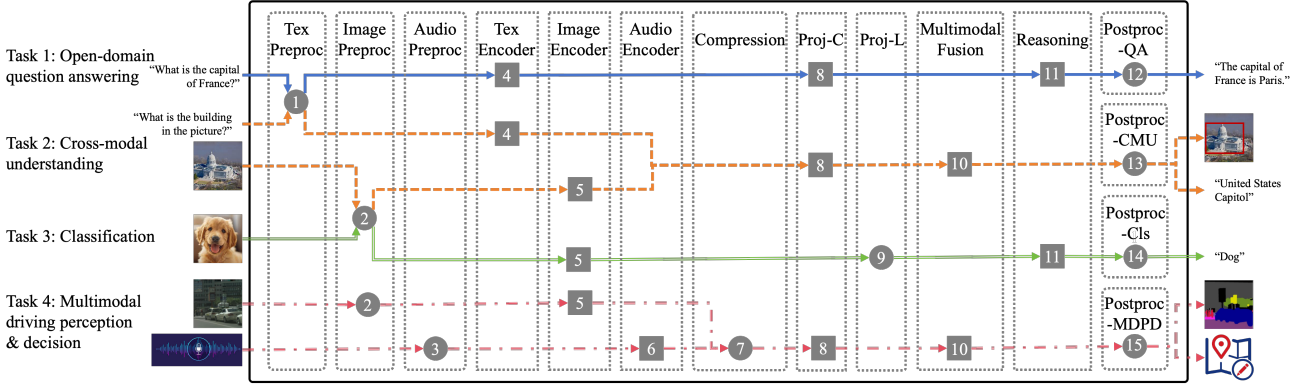 Tex
Preproc
Image
Preproc
Audio
Preproc
Tex
Encoder
Image
Encoder
Audio
Encoder
Compression
Proj-C
Proj-L
Multimodal
Fusion
Reasoning
Postproc
-QA
Task 1: Open-domain
question answering
“What is the capital
of France?”
1
4
8
11
12
“The capital of
France is Paris.”
“What is the building
in the picture?”
Task 2: Cross-modal
understanding
4
5
8
10
Postproc
-CMU
13
“United States
Capitol”
Task 3: Classification
2
5
9
11
Postproc
-Cls
14
“Dog”
Task 4: Multimodal
driving perception
& decision
2
5
3
6
7
8
10
Postproc
-MDPD
15